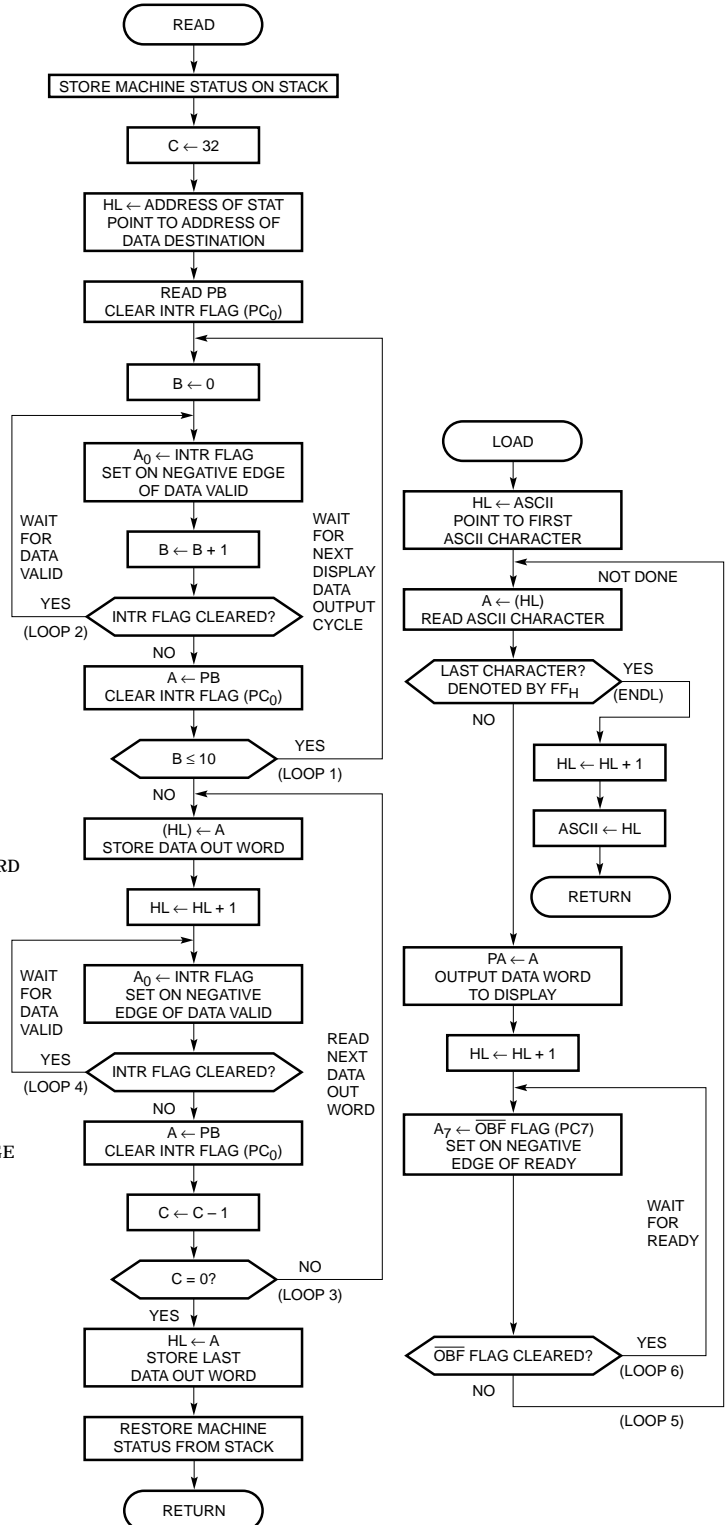 READ
STORE MACHINE STATUS ON STACK
C ← 32
HL ← ADDRESS OF STAT
POINT TO ADDRESS OF
DATA DESTINATION
READ PB
CLEAR INTR FLAG (PC0)
B ← 0
A0 ← INTR FLAG
SET ON NEGATIVE EDGE
OF DATA VALID
WAIT
FOR
DATA
VALID
B ← B + 1
WAIT
FOR
NEXT
DISPLAY
DATA
OUTPUT
CYCLE
YES
(LOOP 2)
INTR FLAG CLEARED?
NO
A ← PB
CLEAR INTR FLAG (PC0)
B ≤ 10
YES
(LOOP 1)
NO
(HL) ← A
STORE DATA OUT WORD
RD
HL ← HL + 1
WAIT
FOR
DATA
VALID
A0 ← INTR FLAG
SET ON NEGATIVE
EDGE OF DATA VALID
READ
NEXT
DATA
OUT
WORD
YES
(LOOP 4)
INTR FLAG CLEARED?
NO
A ← PB
CLEAR INTR FLAG (PC0)
GE
C ← C – 1
C = 0?
NO
(LOOP 3)
YES
HL ← A
STORE LAST
DATA OUT WORD
RESTORE MACHINE
STATUS FROM STACK
RETURN
LOAD
HL ← ASCII
POINT TO FIRST
ASCII CHARACTER
NOT DONE
A ← (HL)
READ ASCII CHARACTER
LAST CHARACTER?
DENOTED BY FFH
YES
(ENDL)
NO
HL ← HL + 1
ASCII ← HL
RETURN
PA ← A
OUTPUT DATA WORD
TO DISPLAY
HL ← HL + 1
A7 ← O̅B̅F̅ FLAG (PC7)
SET ON NEGATIVE
EDGE OF READY
WAIT
FOR
READY
O̅B̅F̅ FLAG CLEARED?
YES
(LOOP 6)
NO
(LOOP 5)